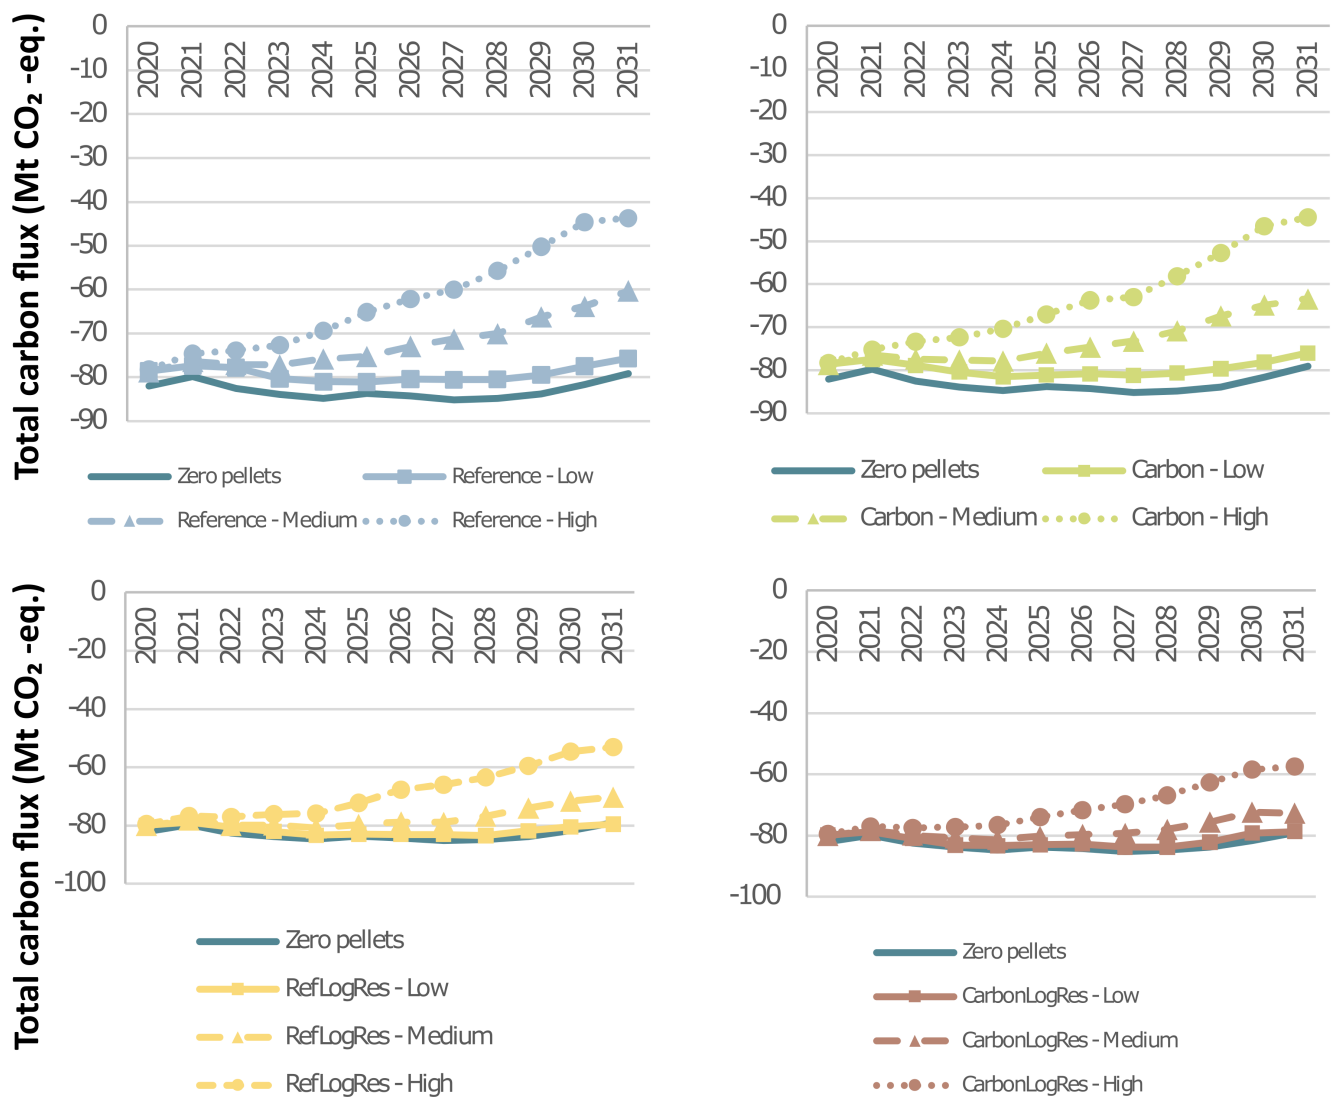 Total carbon flux (Mt CO₂ -eq.)
0
-10
-20
-30
-40
-50
-60
-70
-80
-90
2020 2021 2022 2023 2024 2025 2026 2027 2028 2029 2030 2031
Zero pellets Reference - Low
Reference - Medium Reference - High
0
-10
-20
-30
-40
-50
-60
-70
-80
-90
2020 2021 2022 2023 2024 2025 2026 2027 2028 2029 2030 2031
Zero pellets Carbon - Low
Carbon - Medium Carbon - High
Total carbon flux (Mt CO₂ -eq.)
0
-20
-40
-60
-80
-100
2020 2021 2022 2023 2024 2025 2026 2027 2028 2029 2030 2031
Zero pellets
RefLogRes - Low
RefLogRes - Medium
RefLogRes - High
0
-20
-40
-60
-80
-100
2020 2021 2022 2023 2024 2025 2026 2027 2028 2029 2030 2031
Zero pellets
CarbonLogRes - Low
CarbonLogRes - Medium
CarbonLogRes - High